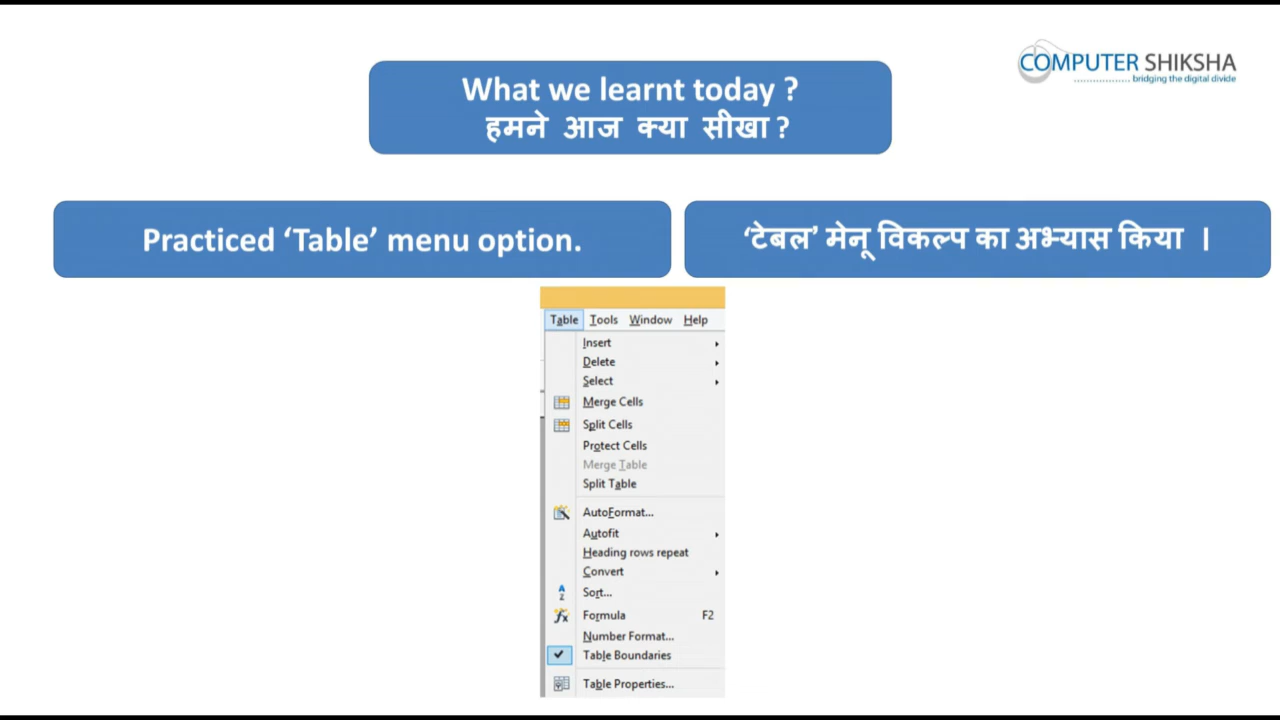 COMPUTER SHIKSHA
..................... bridging the digital divide
What we learnt today ?
हमने आज क्या सीखा ?
Practiced ‘Table’ menu option.
‘टेबल’ मेनू विकल्प का अभ्यास किया ।
Table Tools Window Help
Insert
Delete
Select
Merge Cells
Split Cells
Protect Cells
Merge Table
Split Table
AutoFormat...
Autofit
Heading rows repeat
Convert
Sort...
Formula F2
Number Format...
Table Boundaries
Table Properties...